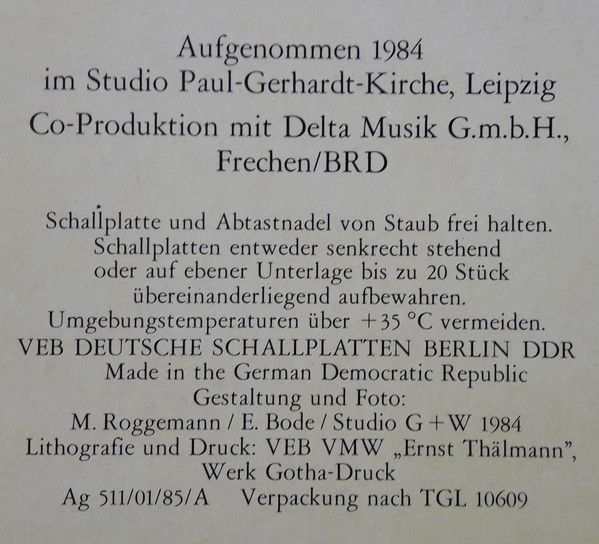 Aufgenommen 1984
im Studio Paul-Gerhardt-Kirche, Leipzig
Co-Produktion mit Delta Musik G.m.b.H.,
Frechen/BRD
Schallplatte und Abtastnadel von Staub frei halten.
Schallplatten entweder senkrecht stehend
oder auf ebener Unterlage bis zu 20 Stück
übereinanderliegend aufbewahren.
Umgebungstemperaturen über +35 °C vermeiden.
VEB DEUTSCHE SCHALLPLATTEN BERLIN DDR
Made in the German Democratic Republic
Gestaltung und Foto:
M. Roggemann / E. Bode / Studio G+W 1984
Lithografie und Druck: VEB VMW „Ernst Thälmann”,
Werk Gotha-Druck
Ag 511/01/85/A Verpackung nach TGL 10609